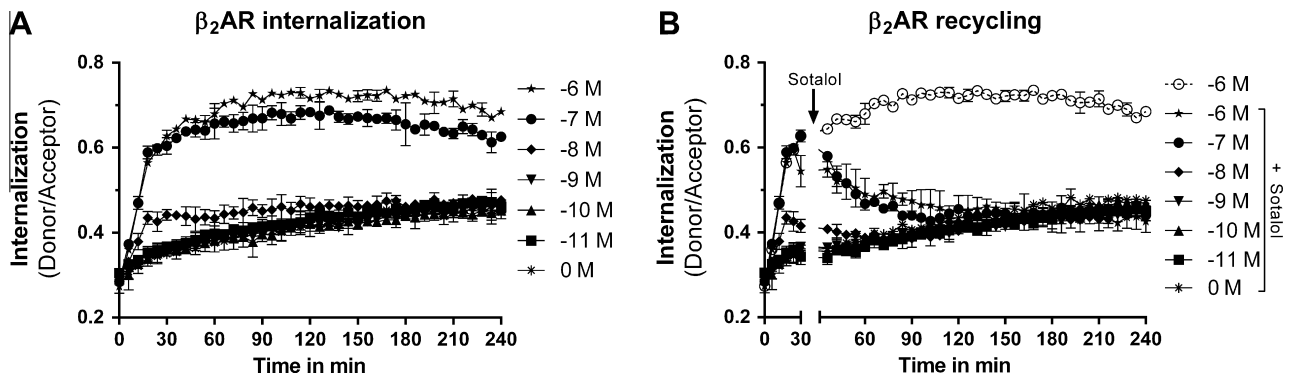 A
β2AR internalization
Internalization
(Donor/Acceptor)
0.8
0.6
0.4
0.2
0 30 60 90 120 150 180 210 240
Time in min
-6 M
-7 M
-8 M
-9 M
-10 M
-11 M
0 M
B
β2AR recycling
Internalization
(Donor/Acceptor)
0.8
0.6
0.4
0.2
Sotalol
0 30 60 90 120 150 180 210 240
Time in min
-6 M
-6 M
-7 M
-8 M
-9 M
-10 M
-11 M
0 M
+ Sotalol